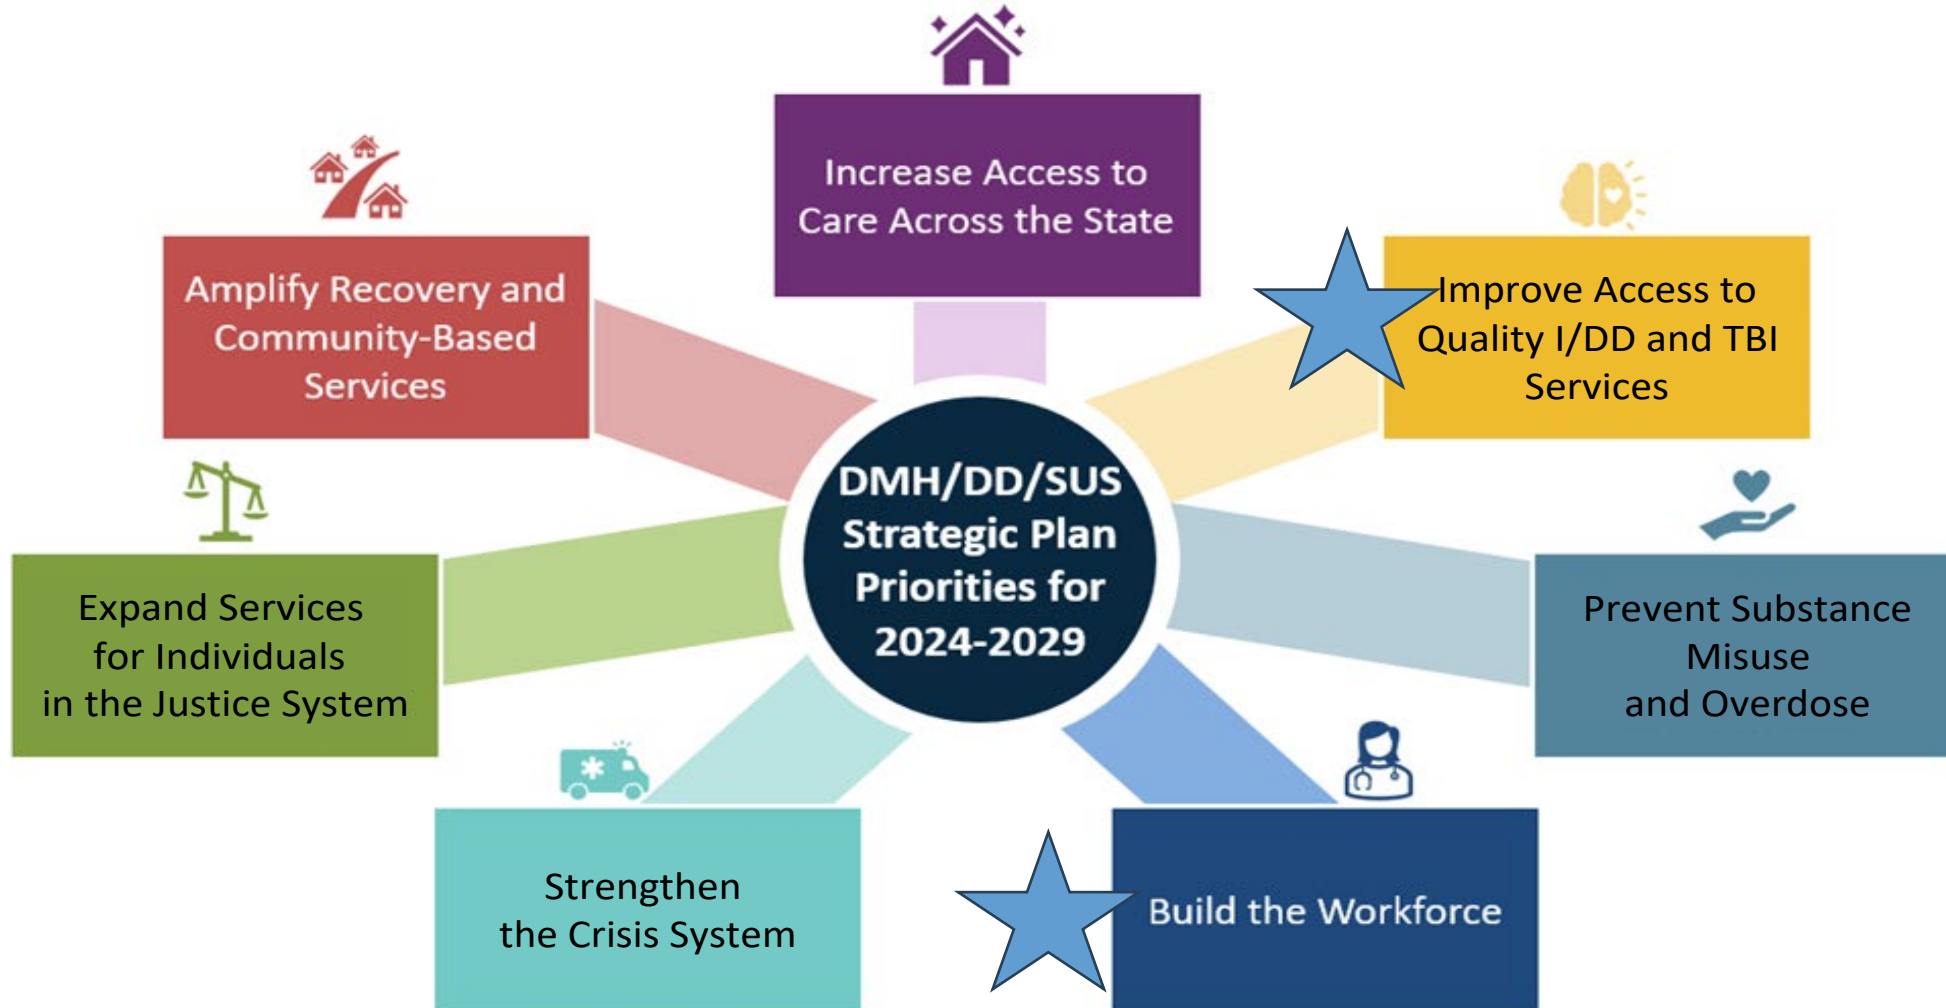 Increase Access to
Care Across the State
Amplify Recovery and
Community-Based
Services
Improve Access to
Quality I/DD and TBI
Services
DMH/DD/SUS
Strategic Plan
Priorities for
2024-2029
Expand Services
for Individuals
in the Justice System
Prevent Substance
Misuse
and Overdose
Strengthen
the Crisis System
Build the Workforce